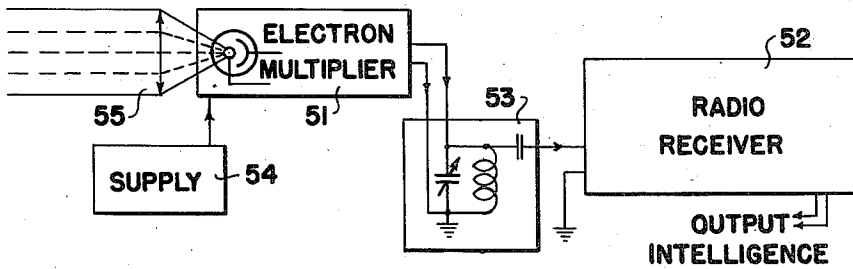 ELECTRON
MULTIPLIER
51
52
53
RADIO
RECEIVER
55
SUPPLY
54
OUTPUT
INTELLIGENCE